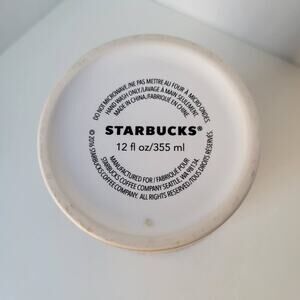 DO NOT MICROWAVE/NE PAS METTRE AU FOUR À MICRO-ONDES
HAND WASH ONLY/LAVAGE À MAIN SEULEMENT
MADE IN CHINA/FABRIQUÉ EN CHINE.
STARBUCKS®
12 fl oz/355 ml
MANUFACTURED FOR / FABRIQUÉ POUR
STARBUCKS COFFEE COMPANY SEATTLE, WA 98134.
© 2016 STARBUCKS COFFEE COMPANY. ALL RIGHTS RESERVED/TOUS DROITS RÉSERVÉS.